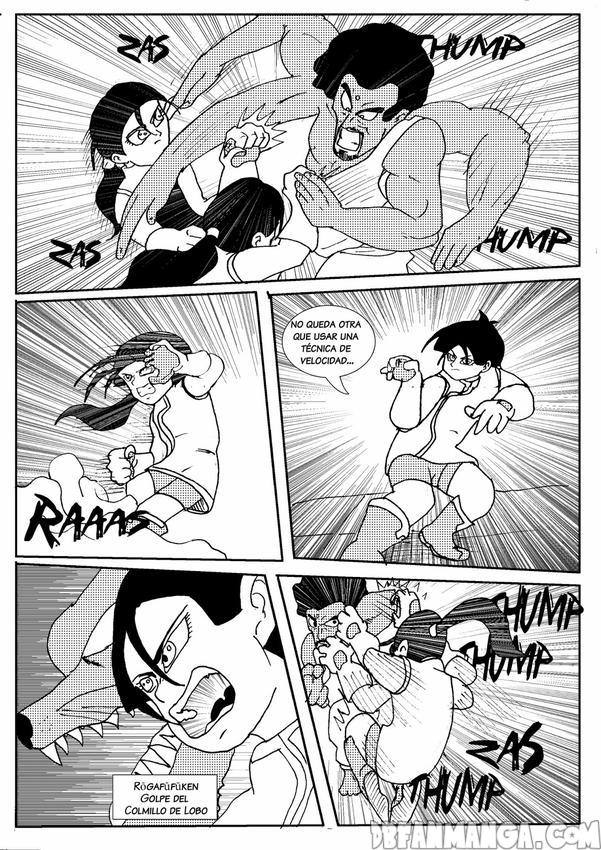 ZAS
THUMP
ZAS
THUMP
NO QUEDA OTRA
QUE USAR UNA
TÉCNICA DE
VELOCIDAD...
RAAAS
THUMP
THUMP
ZAS
THUMP
RŌGAFŪFŪKEN
GOLPE DEL
COLMILLO DE LOBO
DBFANMANGA.COM